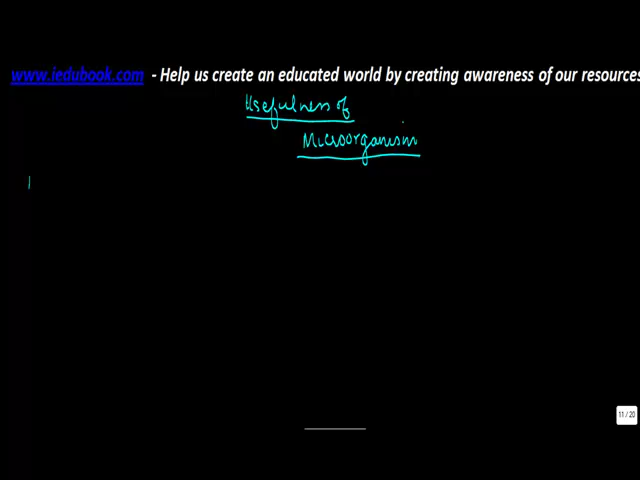 www.iedubook.com - Help us create an educated world by creating awareness of our resources
Usefulness of
Microorganism
11 / 20